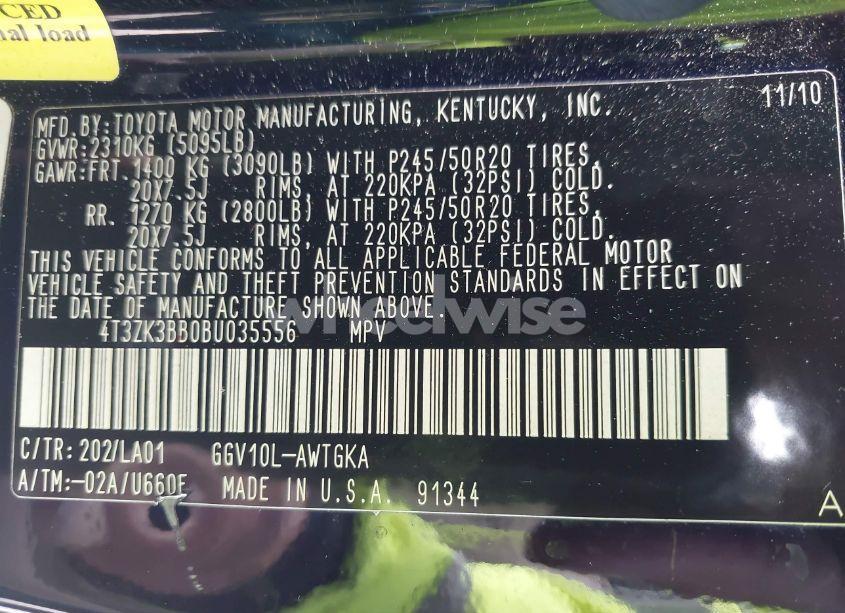 CED
nal load
11/10
MFD.BY:TOYOTA MOTOR MANUFACTURING, KENTUCKY, INC.
GVWR:2310KG (5095LB)
GAWR:FRT.1400 KG (3090LB) WITH P245/50R20 TIRES,
20X7.5J RIMS, AT 220KPA (32PSI) COLD.
RR. 1270 KG (2800LB) WITH P245/50R20 TIRES,
20X7.5J RIMS, AT 220KPA (32PSI) COLD.
THIS VEHICLE CONFORMS TO ALL APPLICABLE FEDERAL MOTOR
VEHICLE SAFETY AND THEFT PREVENTION STANDARDS IN EFFECT ON
THE DATE OF MANUFACTURE SHOWN ABOVE.
wheelwise
4T3ZK3BB0BU035556 MPV
C/TR:202/LA01 GGV10L-AWTGKA
A/TM:-02A/U660E MADE IN U.S.A. 91344
A